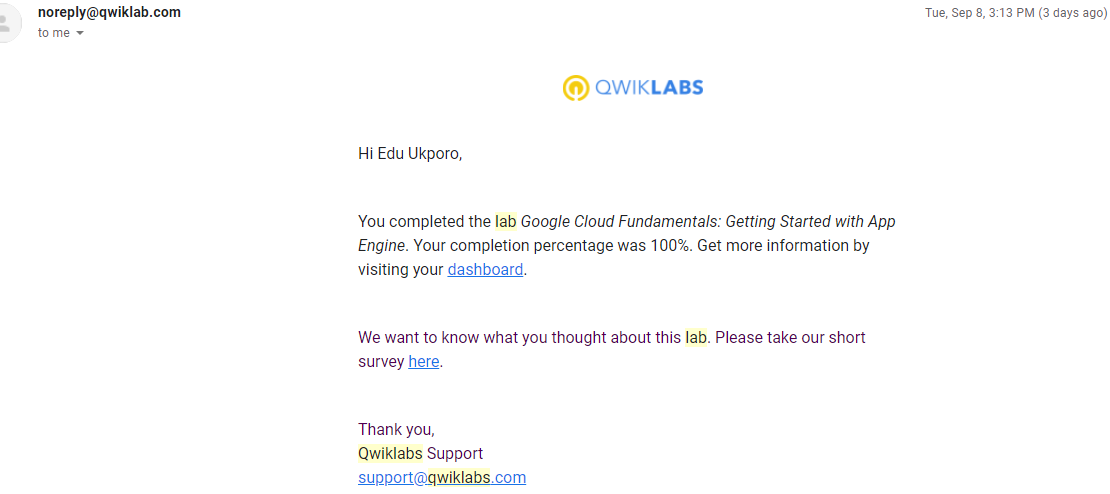 noreply@qwiklab.com
Tue, Sep 8, 3:13 PM (3 days ago)
to me
QWIKLABS
Hi Edu Ukporo,
You completed the lab Google Cloud Fundamentals: Getting Started with App
Engine. Your completion percentage was 100%. Get more information by
visiting your dashboard.
We want to know what you thought about this lab. Please take our short
survey here.
Thank you,
Qwiklabs Support
support@qwiklabs.com